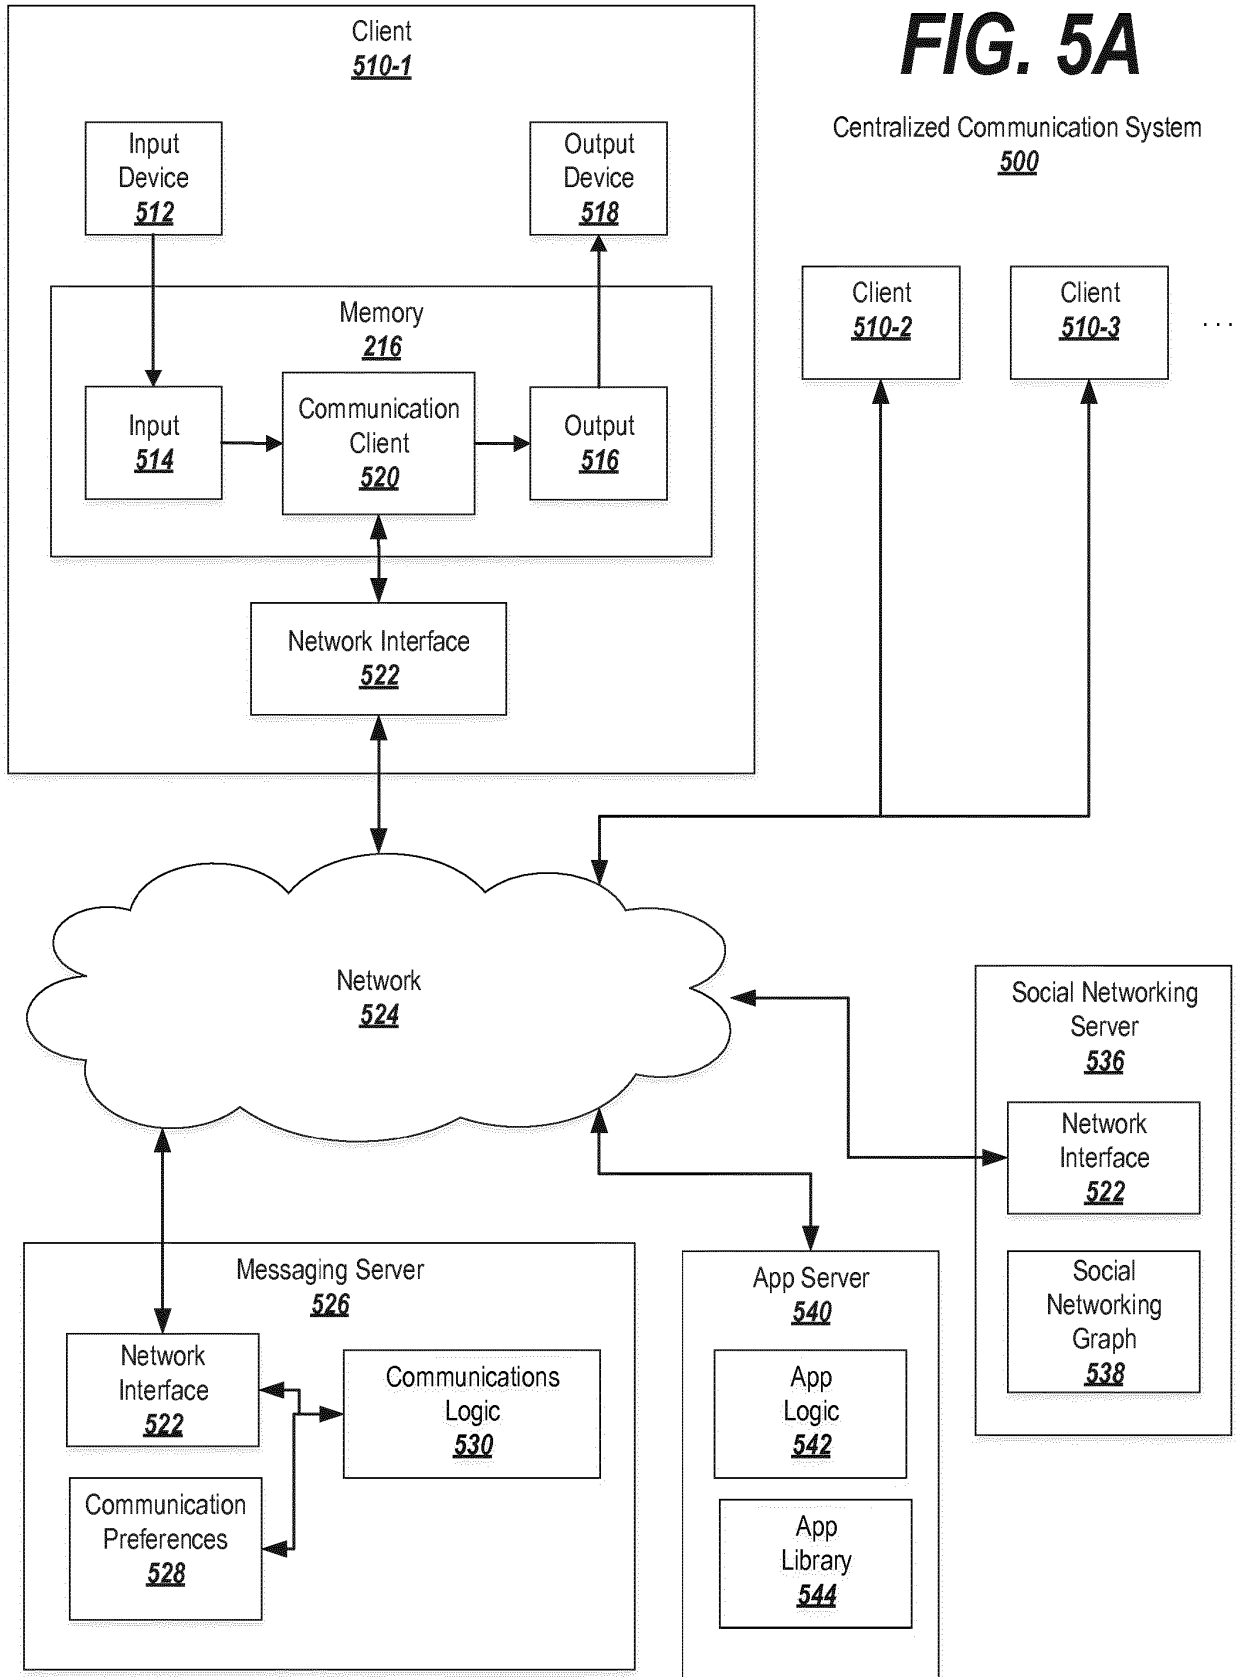 FIG. 5A
Centralized Communication System
500
Client
510-1
Input
Device
512
Output
Device
518
Memory
216
Input
514
Communication
Client
520
Output
516
Network Interface
522
Client
510-2
Client
510-3
. . .
Network
524
Social Networking
Server
536
Network
Interface
522
Social
Networking
Graph
538
Messaging Server
526
Network
Interface
522
Communications
Logic
530
Communication
Preferences
528
App Server
540
App
Logic
542
App
Library
544